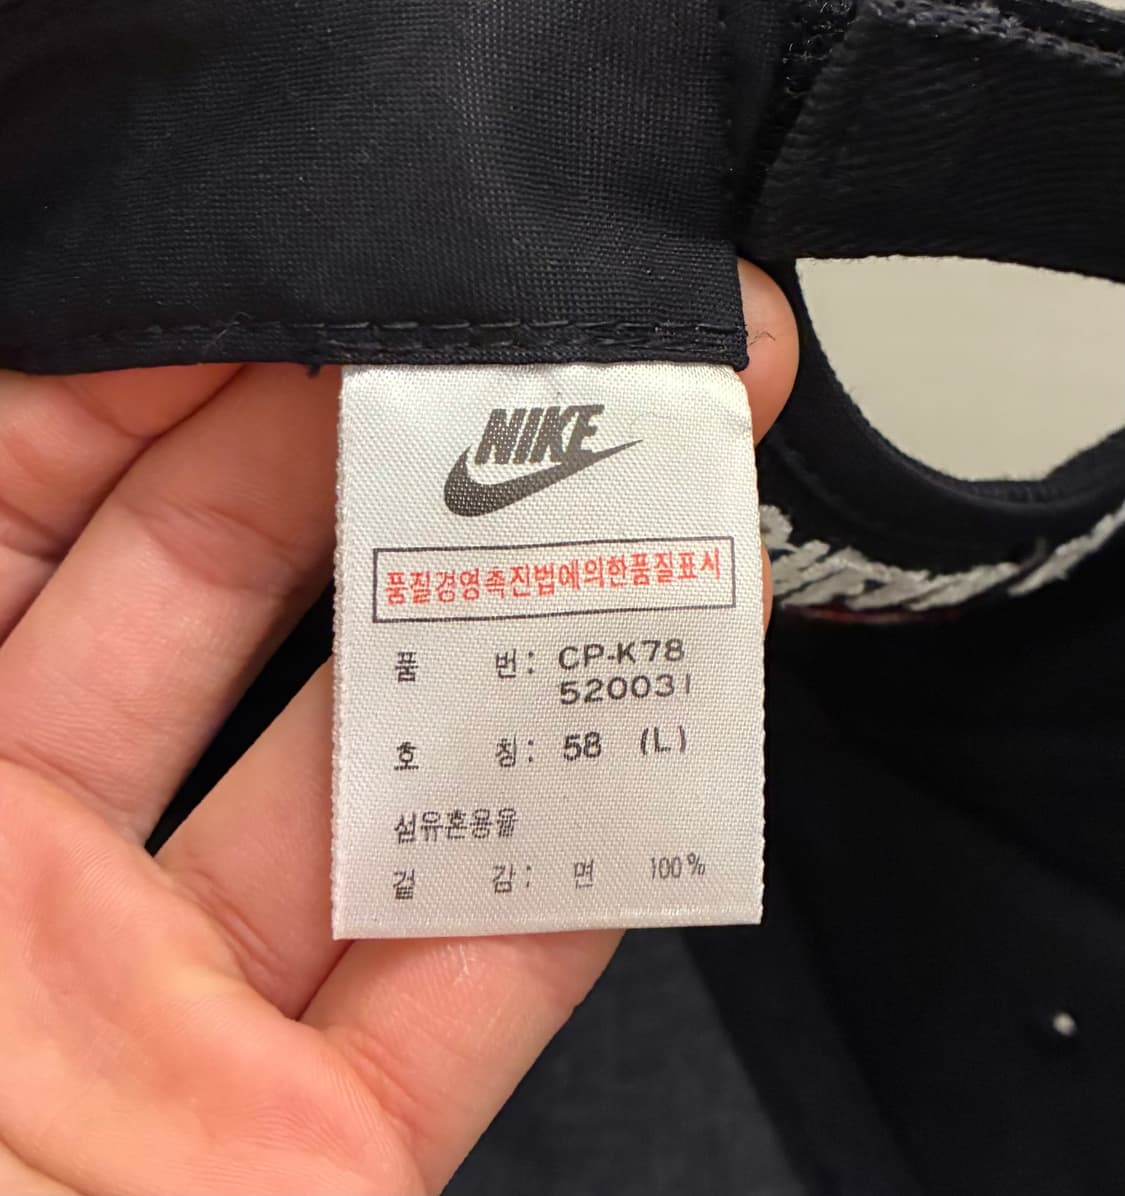 NIKE
품질경영촉진법에의한품질표시
품 번: CP-K78
520031
호 칭: 58 (L)
섬유혼용율
겉 감: 면 100%